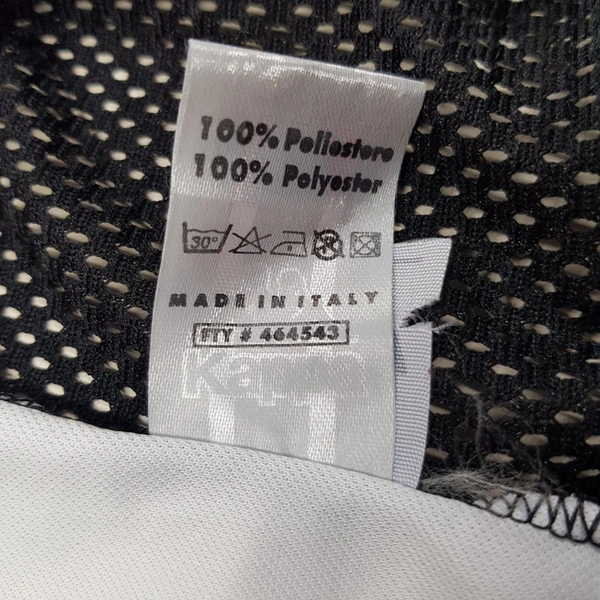 100% Poliestere
100% Polyester
30°
MADE IN ITALY
FTY # 464543
Kappa